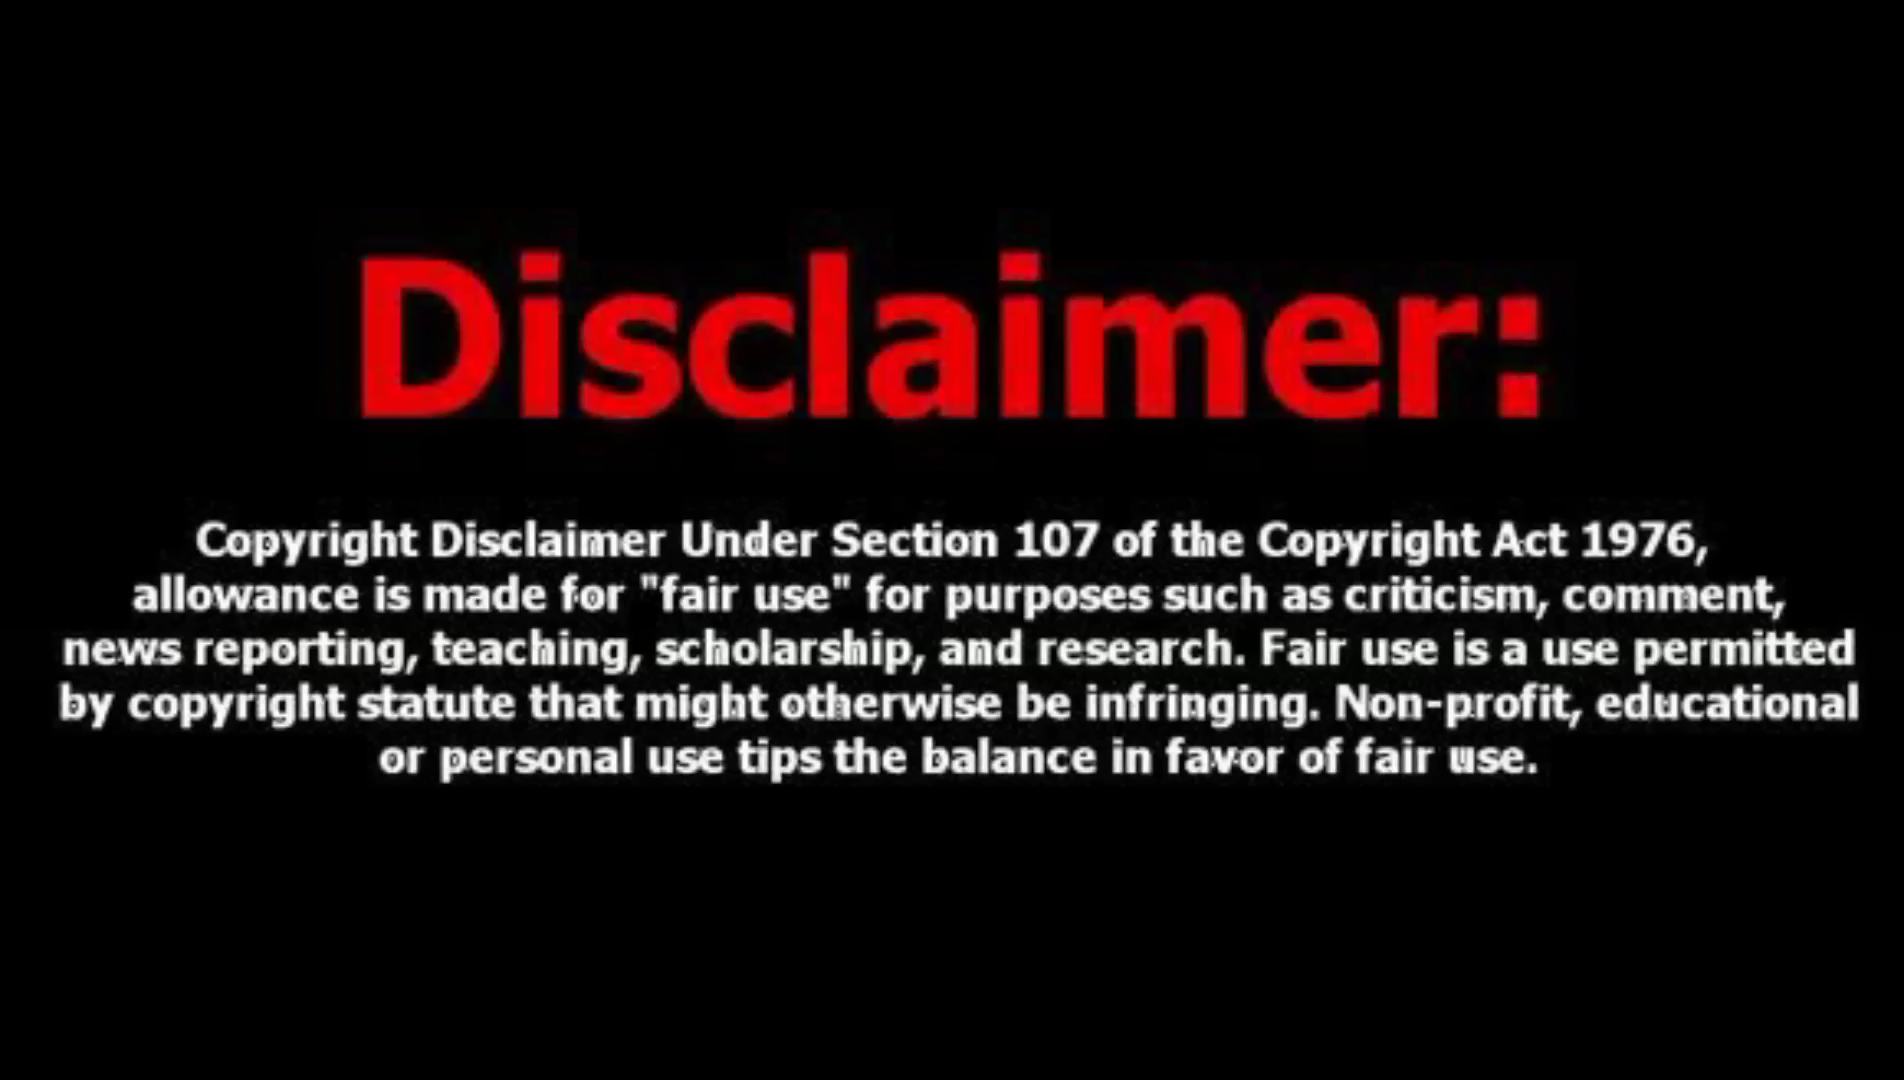 Disclaimer:
Copyright Disclaimer Under Section 107 of the Copyright Act 1976,
allowance is made for "fair use" for purposes such as criticism, comment,
news reporting, teaching, scholarship, and research. Fair use is a use permitted
by copyright statute that might otherwise be infringing. Non-profit, educational
or personal use tips the balance in favor of fair use.